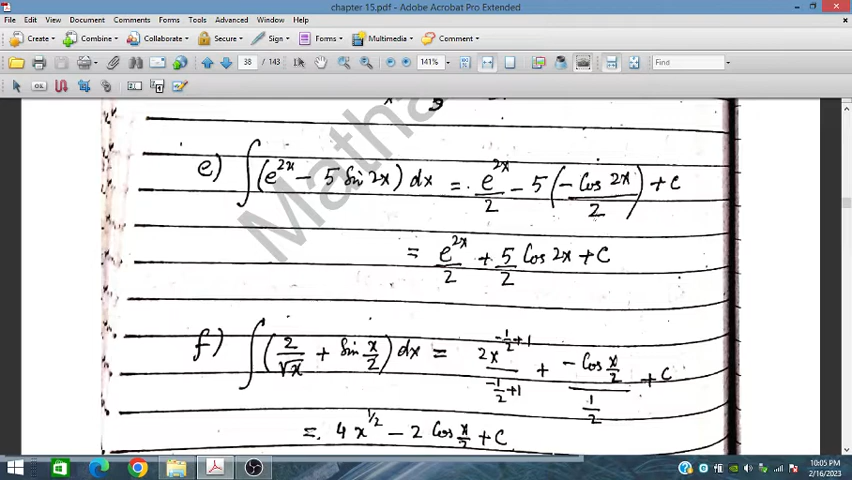 chapter 15.pdf - Adobe Acrobat Pro Extended
File Edit View Document Comments Forms Tools Advanced Window Help
Create Combine Collaborate Secure Sign Forms Multimedia Comment
38 / 143 141% Find
Matha
e) ∫(e^{2x} - 5 Sin 2x) dx = e^{2x}/2 - 5(-Cos 2x/2) + C
= e^{2x}/2 + 5/2 Cos 2x + C
f) ∫(2/√x + Sin x/2) dx = 2x^{-1/2+1}/(-1/2+1) + (-Cos x/2)/(1/2) + C
= 4x^{1/2} - 2 Cos x/2 + C
10:05 PM
2/16/2023